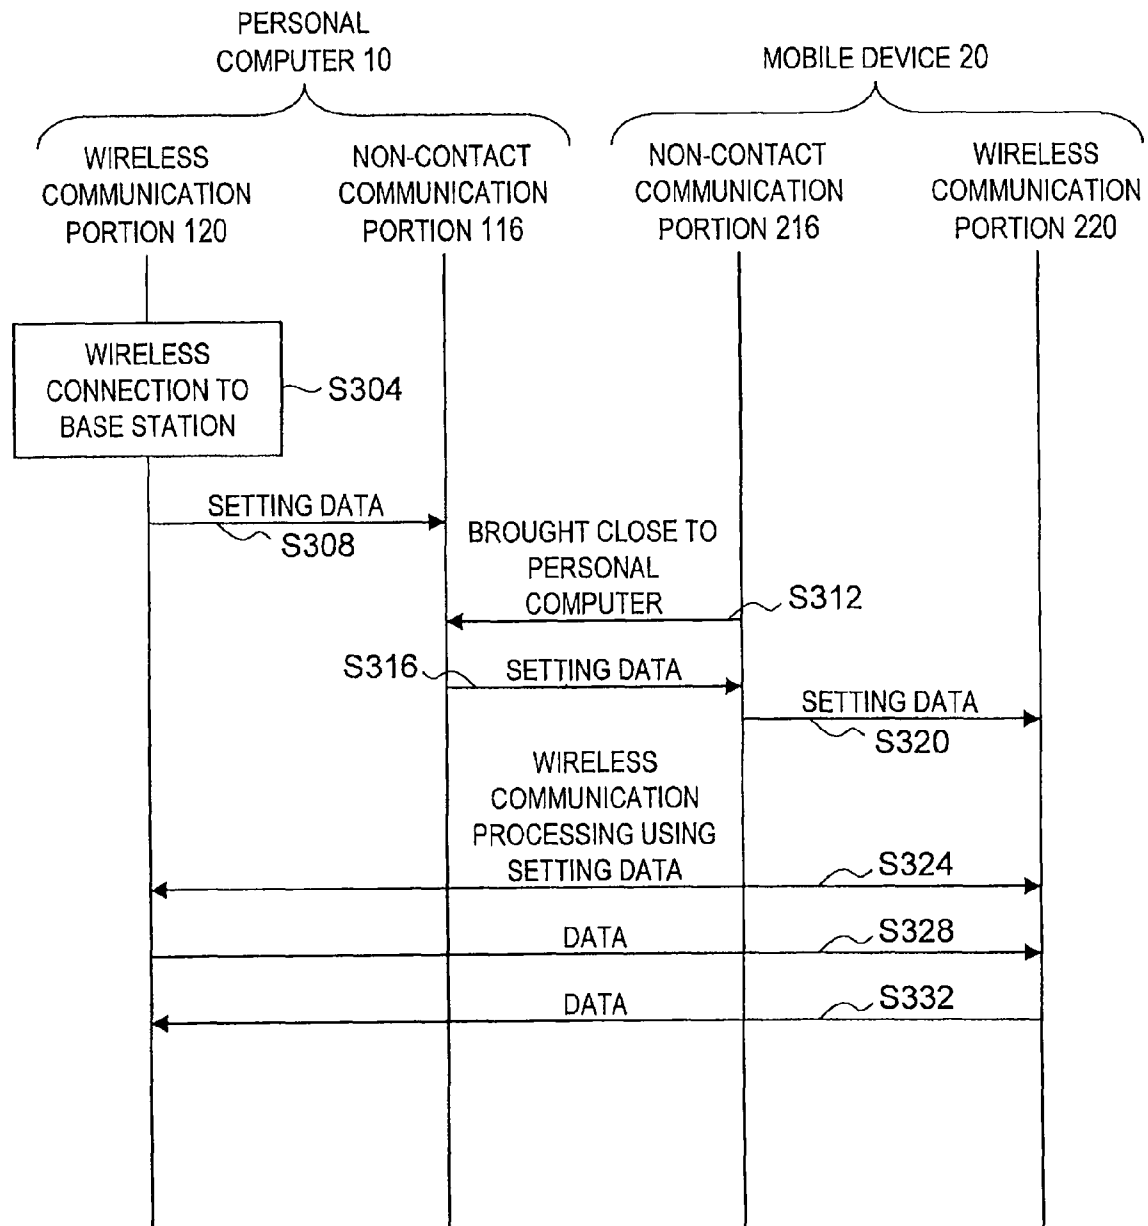 PERSONAL
COMPUTER 10
MOBILE DEVICE 20
WIRELESS
COMMUNICATION
PORTION 120
NON-CONTACT
COMMUNICATION
PORTION 116
NON-CONTACT
COMMUNICATION
PORTION 216
WIRELESS
COMMUNICATION
PORTION 220
WIRELESS
CONNECTION TO
BASE STATION
S304
SETTING DATA
S308
BROUGHT CLOSE TO
PERSONAL
COMPUTER
S312
S316
SETTING DATA
SETTING DATA
S320
WIRELESS
COMMUNICATION
PROCESSING USING
SETTING DATA
S324
DATA
S328
DATA
S332